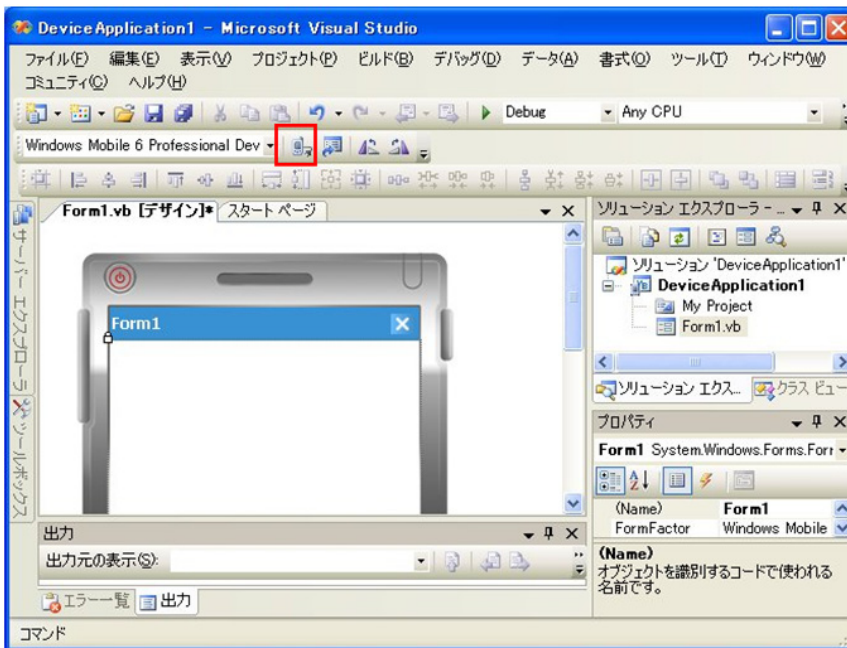 DeviceApplication1 - Microsoft Visual Studio
ファイル(F) 編集(E) 表示(V) プロジェクト(P) ビルド(B) デバッグ(D) データ(A) 書式(O) ツール(T) ウィンドウ(W)
コミュニティ(C) ヘルプ(H)
Debug Any CPU
Windows Mobile 6 Professional Dev
サーバー エクスプローラ
ツールボックス
Form1.vb [デザイン]* スタート ページ
Form1
ソリューション エクスプローラ - ...
ソリューション 'DeviceApplication1'
DeviceApplication1
My Project
Form1.vb
ソリューション エクス... クラス ビュー
プロパティ
Form1 System.Windows.Forms.Forr
(Name) Form1
FormFactor Windows Mobile
(Name)
オブジェクトを識別するコードで使われる
名前です。
出力
出力元の表示(S):
エラー一覧 出力
コマンド